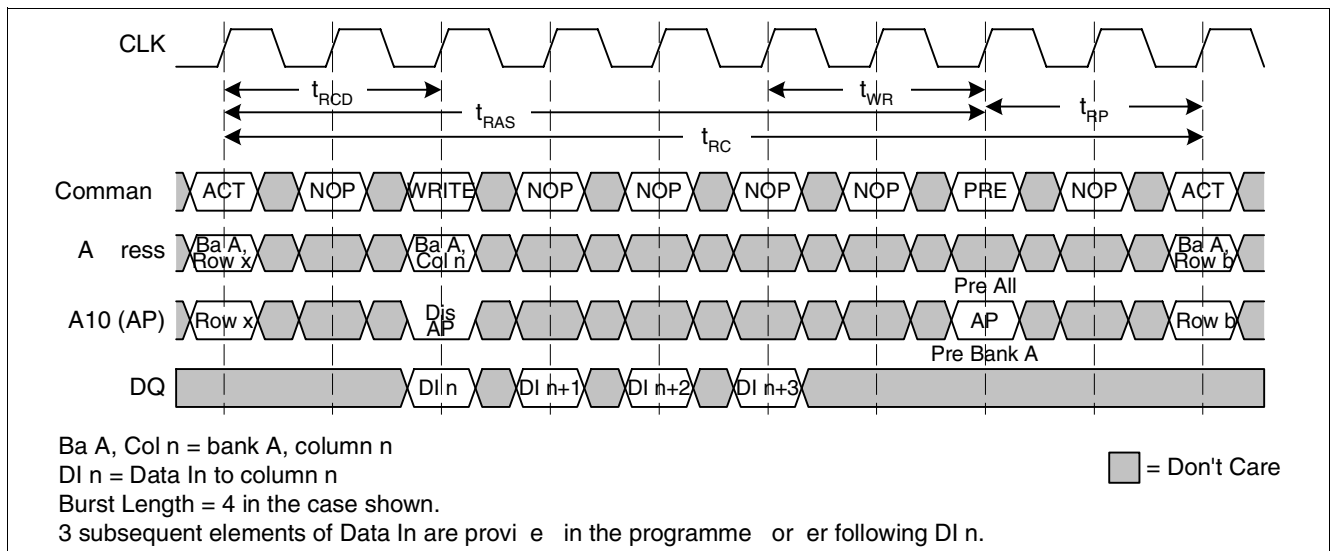 CLK
tRCD
tWR
tRAS
tRP
tRC
Comman ACT NOP WRITE NOP NOP NOP NOP PRE NOP ACT
A ress Ba A, Row x Ba A, Col n Ba A, Row b
Pre All
A10 (AP) Row x Dis AP AP Row b
Pre Bank A
DQ DI n DI n+1 DI n+2 DI n+3
Ba A, Col n = bank A, column n
DI n = Data In to column n
Burst Length = 4 in the case shown.
3 subsequent elements of Data In are provi e in the programme or er following DI n.
= Don't Care